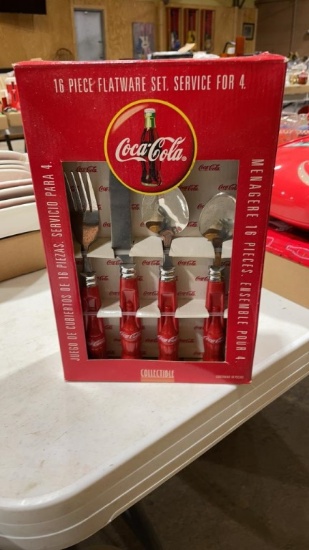 16 PIECE FLATWARE SET. SERVICE FOR 4.
Coca-Cola
JUEGO DE CUBIERTOS DE 16 PIEZAS. SERVICIO PARA 4.
MENAGERE 16 PIECES. ENSEMBLE POUR 4
COLLECTIBLE